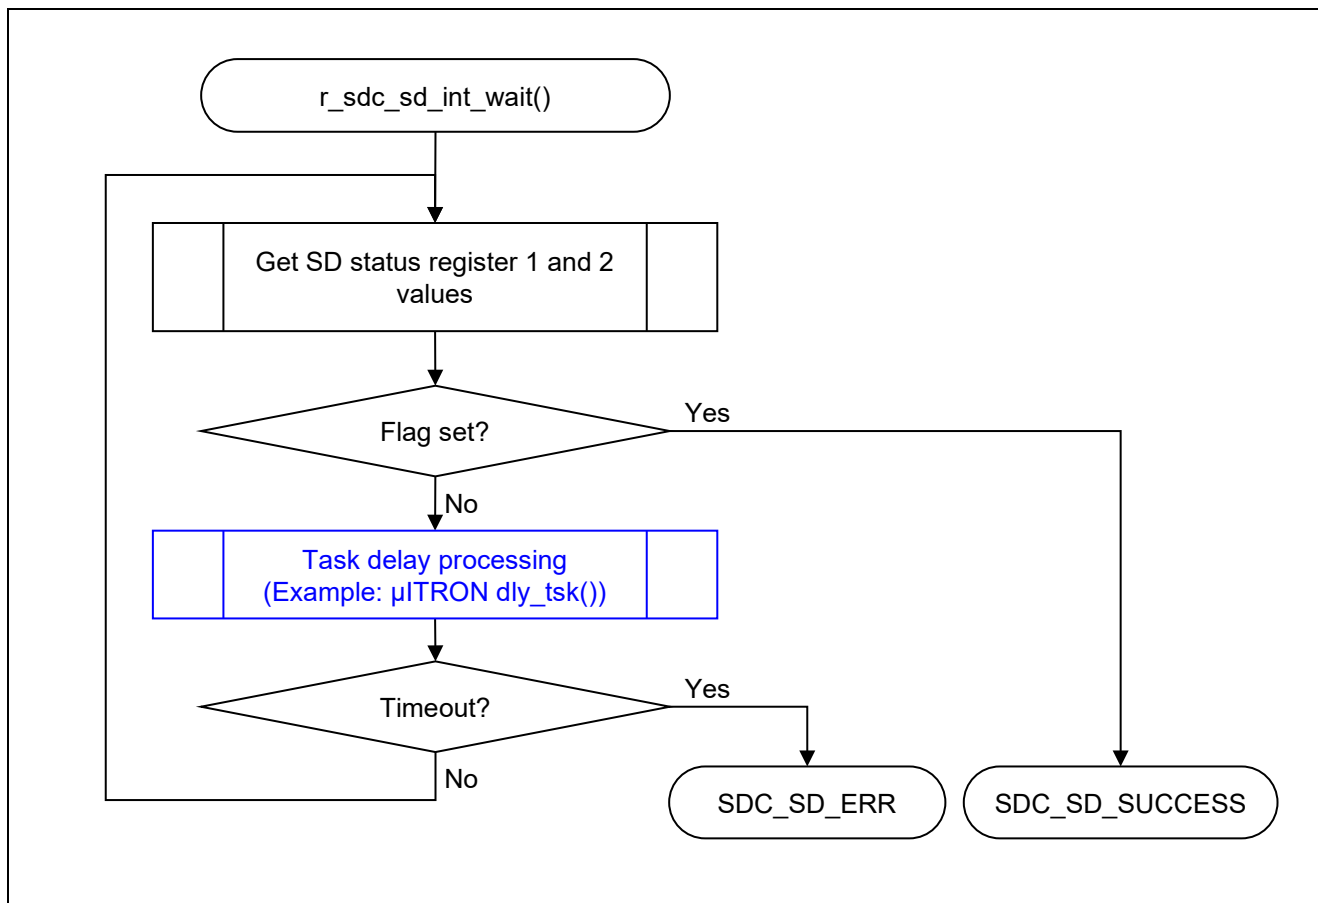 r_sdc_sd_int_wait()
Get SD status register 1 and 2
values
Flag set?
Yes
No
Task delay processing
(Example: µITRON dly_tsk())
Timeout?
Yes
No
SDC_SD_ERR
SDC_SD_SUCCESS